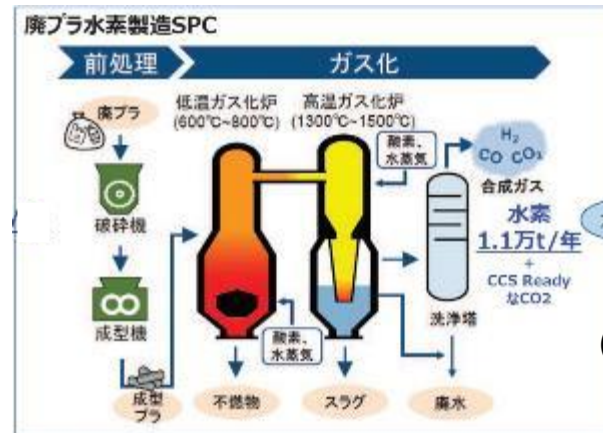 廃プラ水素製造SPC
前処理
ガス化
廃プラ
破砕機
成型機
成型
プラ
低温ガス化炉
(600℃~800℃)
高温ガス化炉
(1300℃~1500℃)
酸素、
水蒸気
酸素、
水蒸気
不燃物
スラグ
洗浄塔
廃水
H2
CO CO2
合成ガス
水素
1.1万t/年
+
CCS Ready
なCO2